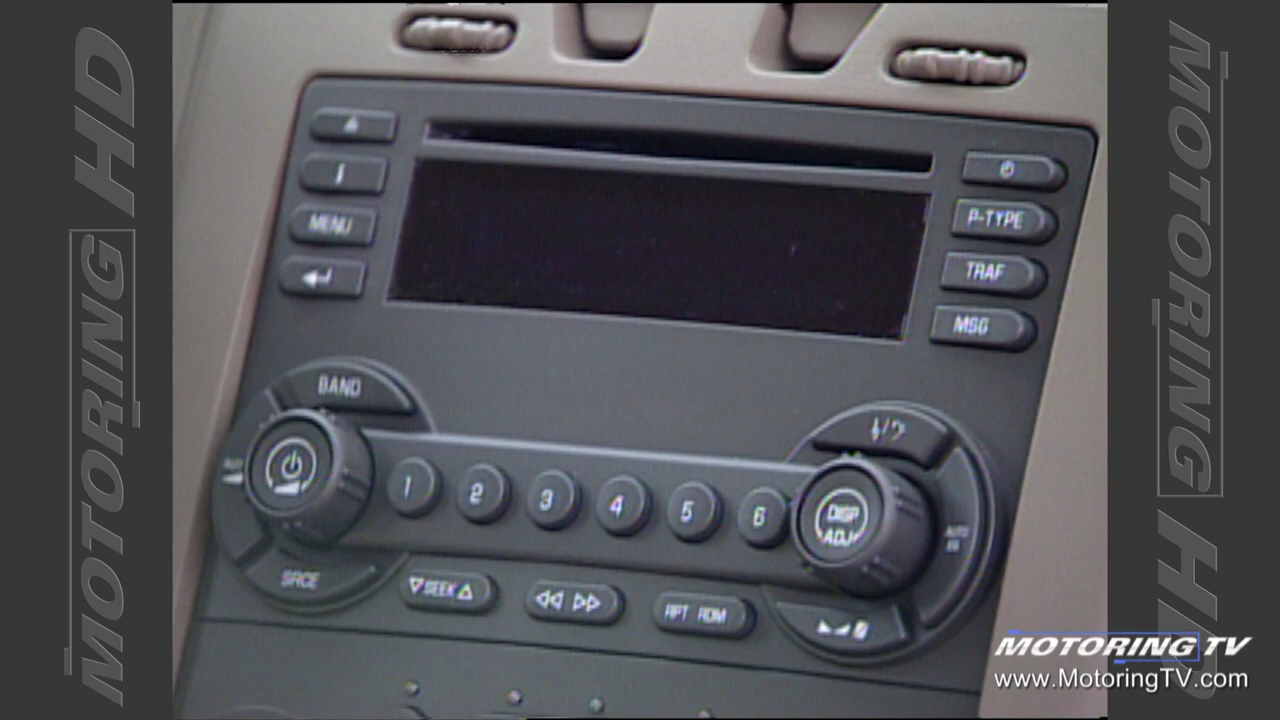 MOTORING HD
MENU
P-TYPE
TRAF
MSG
BAND
1 2 3 4 5 6
DISP
ADJ
AUTO
SRCE
SEEK
RPT RDM
MOTORING HD
MOTORING TV
www.MotoringTV.com